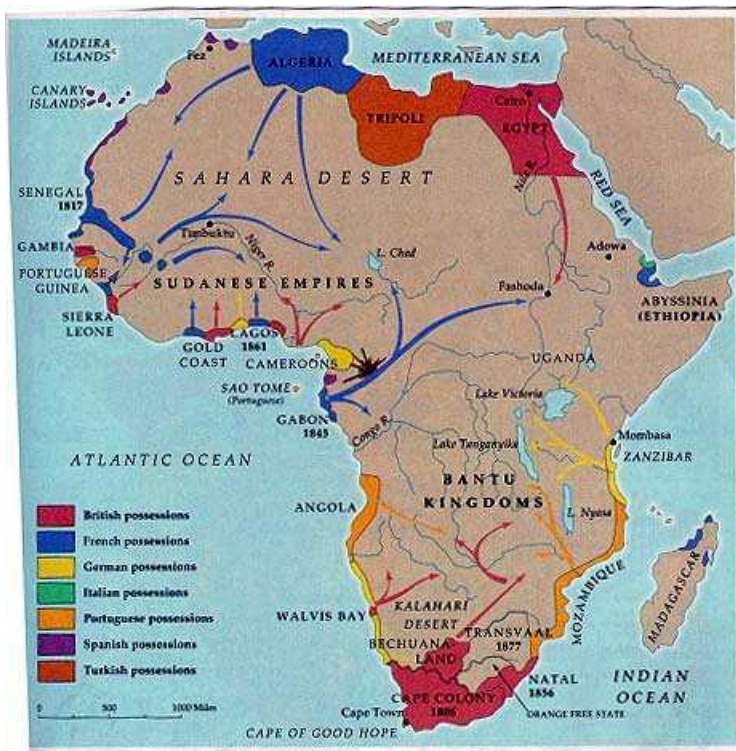 MADEIRA
ISLANDS
Fez
ALGERIA
MEDITERRANEAN SEA
CANARY
ISLANDS
TRIPOLI
Cairo
EGYPT
Nile R.
RED SEA
SAHARA DESERT
SENEGAL
1817
Timbuktu
Niger R.
L. Chad
Adowa
GAMBIA
PORTUGUESE
GUINEA
SUDANESE EMPIRES
Fashoda
ABYSSINIA
(ETHIOPIA)
SIERRA
LEONE
GOLD
COAST
LAGOS
1861
CAMEROONS
UGANDA
SAO TOME
(Portuguese)
Lake Victoria
GABON
1845
Congo R.
Lake Tanganyika
Mombasa
ZANZIBAR
ATLANTIC OCEAN
BANTU
KINGDOMS
ANGOLA
L. Nyasa
British possessions
French possessions
German possessions
Italian possessions
Portuguese possessions
Spanish possessions
Turkish possessions
MOZAMBIQUE
MADAGASCAR
WALVIS BAY
KALAHARI
DESERT
BECHUANA-
LAND
TRANSVAAL
1877
INDIAN
OCEAN
NATAL
1856
CAPE COLONY
1806
ORANGE FREE STATE
Cape Town
CAPE OF GOOD HOPE
0 500 1000 Miles